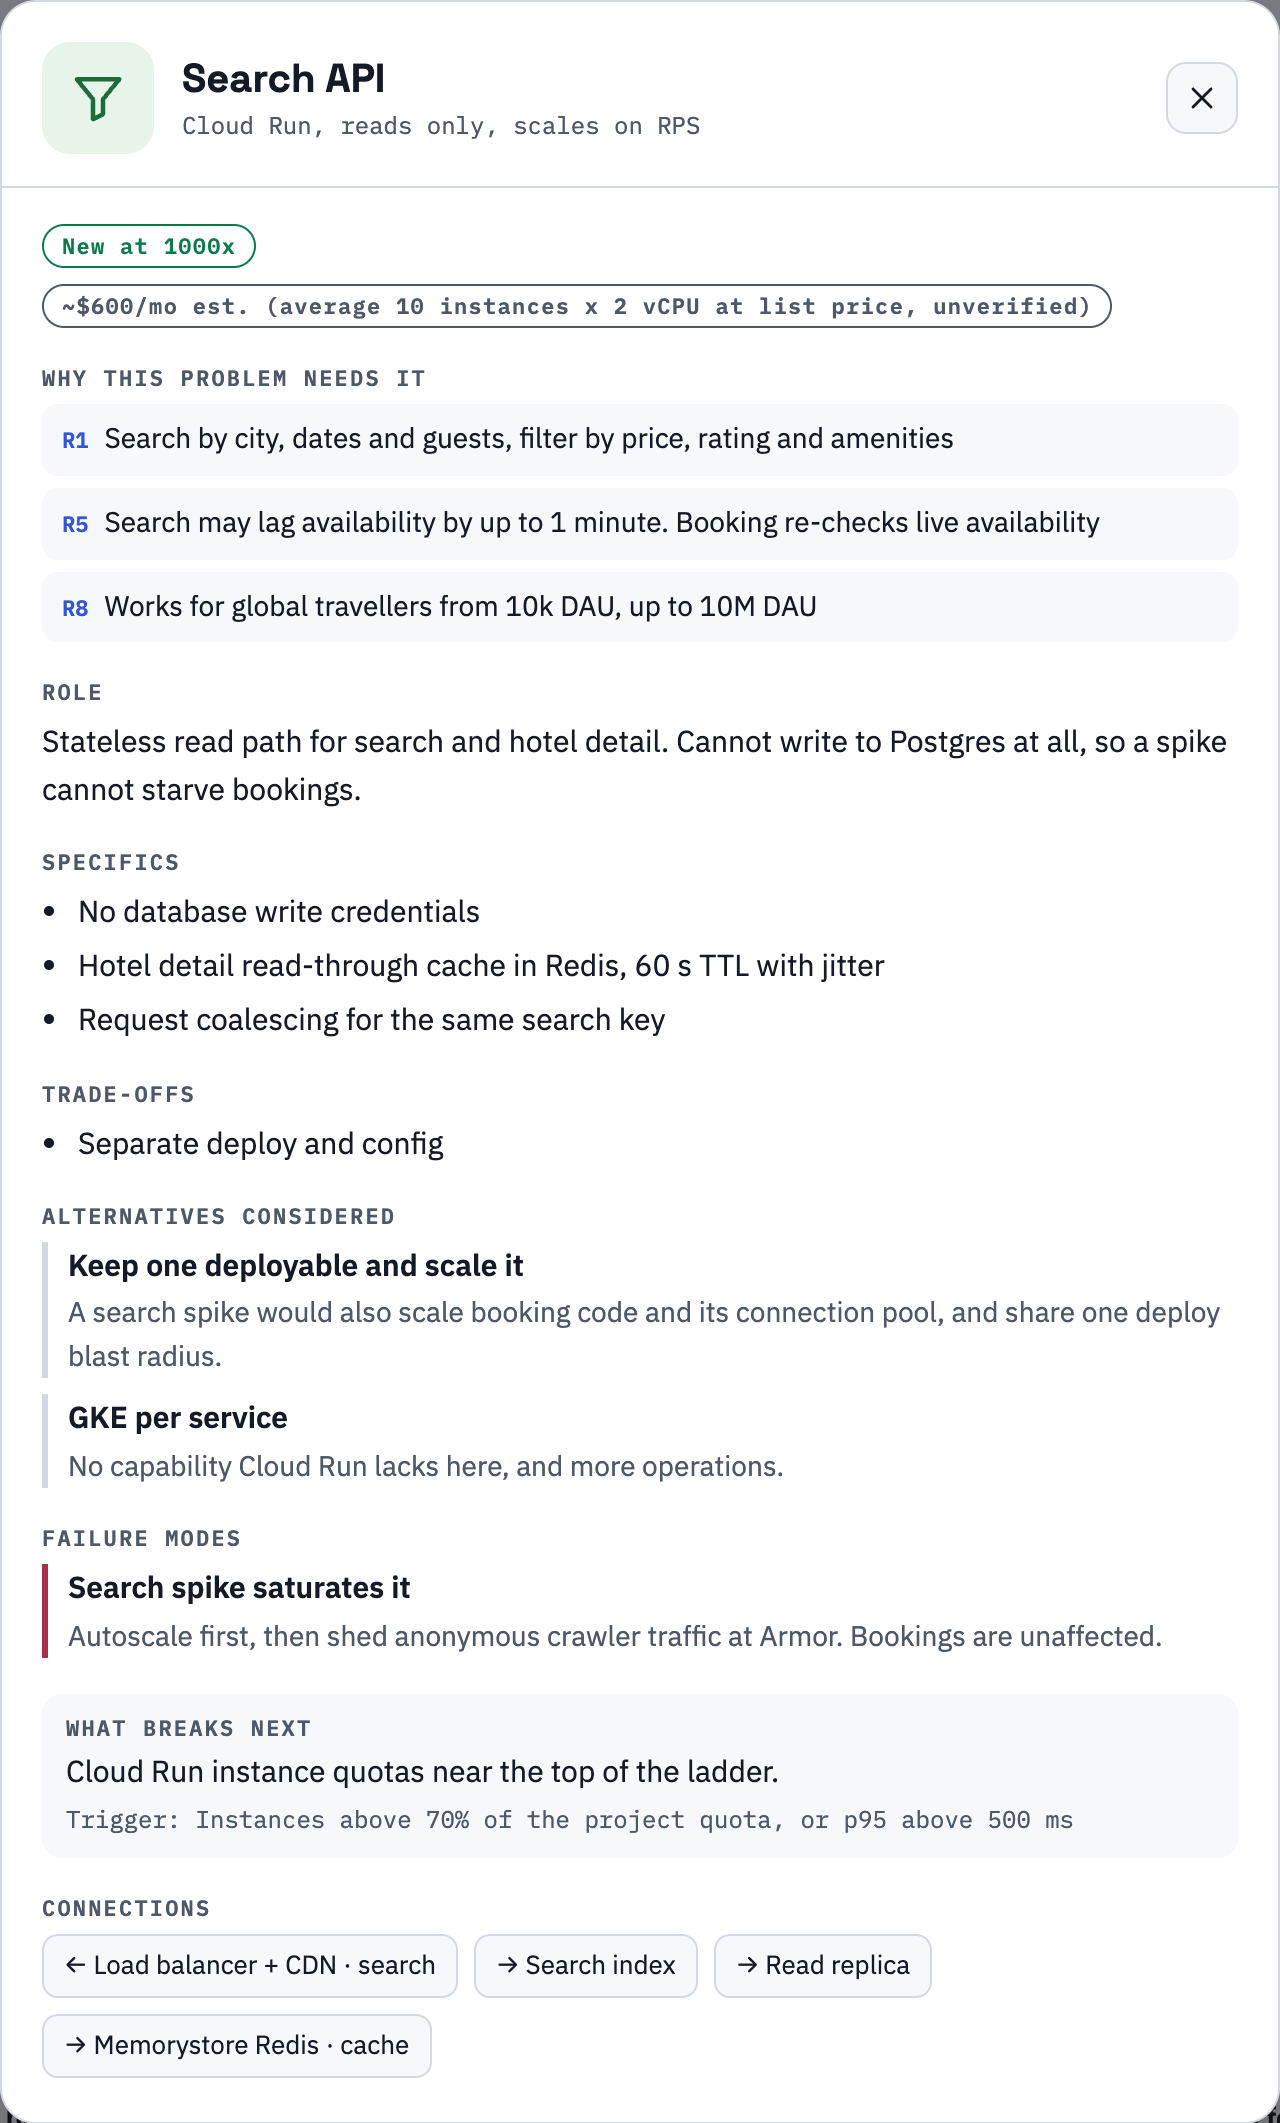 Search API
Cloud Run, reads only, scales on RPS
New at 1000x
~$600/mo est. (average 10 instances x 2 vCPU at list price, unverified)
WHY THIS PROBLEM NEEDS IT
R1 Search by city, dates and guests, filter by price, rating and amenities
R5 Search may lag availability by up to 1 minute. Booking re-checks live availability
R8 Works for global travellers from 10k DAU, up to 10M DAU
ROLE
Stateless read path for search and hotel detail. Cannot write to Postgres at all, so a spike
cannot starve bookings.
SPECIFICS
• No database write credentials
• Hotel detail read-through cache in Redis, 60 s TTL with jitter
• Request coalescing for the same search key
TRADE-OFFS
• Separate deploy and config
ALTERNATIVES CONSIDERED
Keep one deployable and scale it
A search spike would also scale booking code and its connection pool, and share one deploy
blast radius.
GKE per service
No capability Cloud Run lacks here, and more operations.
FAILURE MODES
Search spike saturates it
Autoscale first, then shed anonymous crawler traffic at Armor. Bookings are unaffected.
WHAT BREAKS NEXT
Cloud Run instance quotas near the top of the ladder.
Trigger: Instances above 70% of the project quota, or p95 above 500 ms
CONNECTIONS
← Load balancer + CDN · search → Search index → Read replica
→ Memorystore Redis · cache